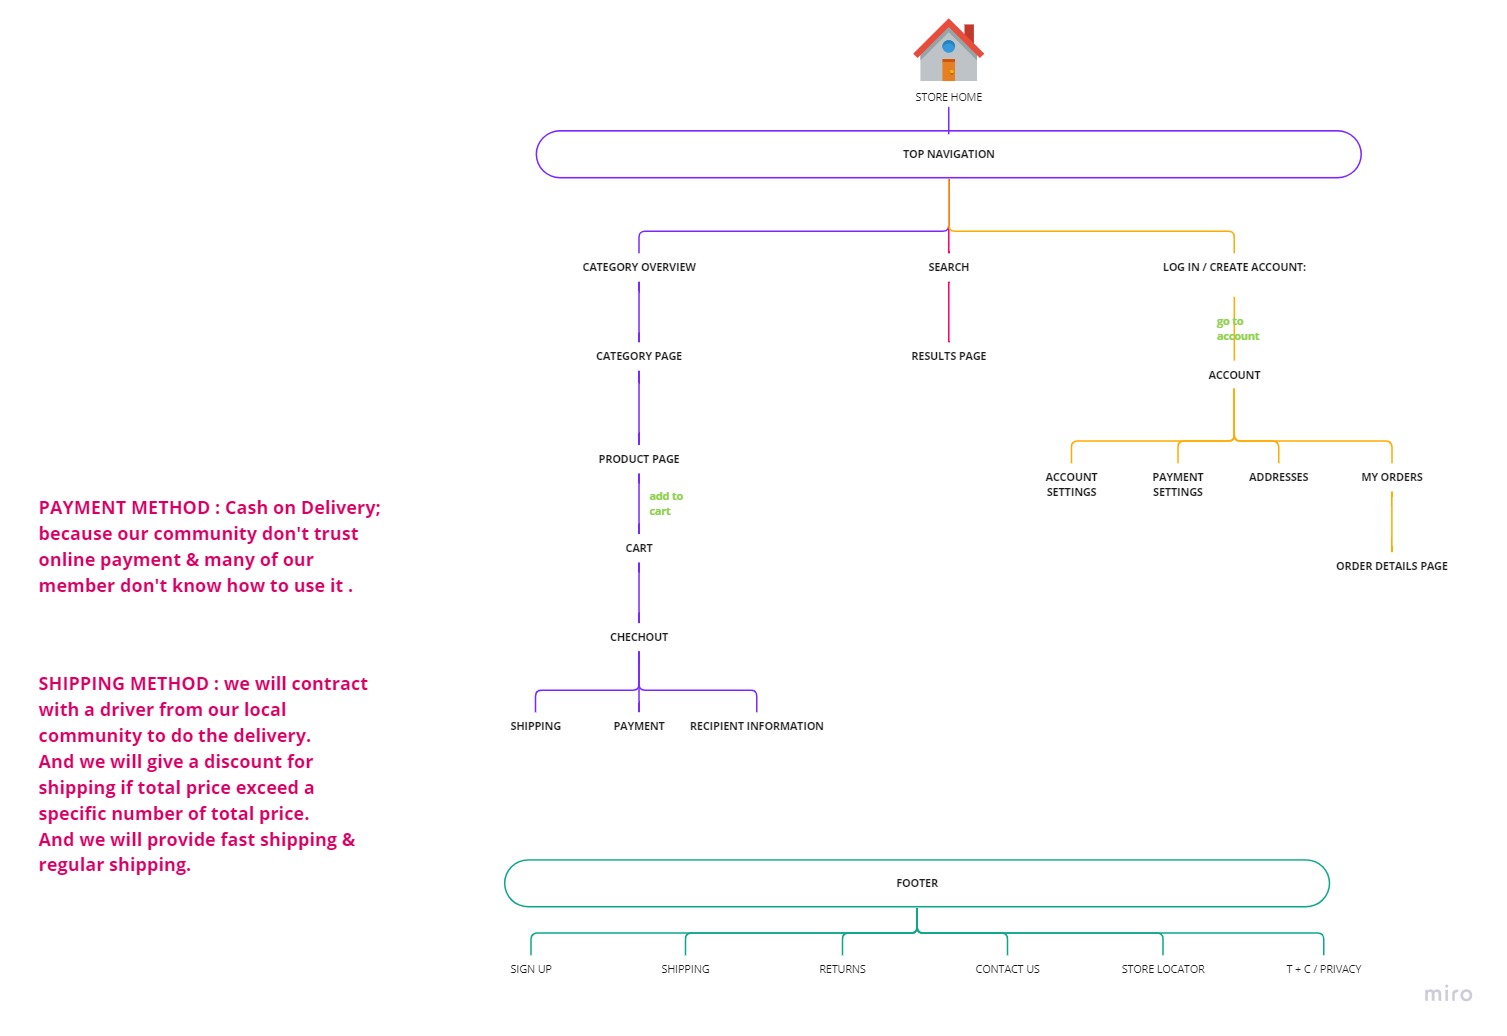 STORE HOME
TOP NAVIGATION
CATEGORY OVERVIEW
SEARCH
LOG IN / CREATE ACCOUNT:
go to
account
CATEGORY PAGE
RESULTS PAGE
ACCOUNT
PRODUCT PAGE
add to
cart
ACCOUNT
SETTINGS
PAYMENT
SETTINGS
ADDRESSES
MY ORDERS
CART
ORDER DETAILS PAGE
CHECHOUT
SHIPPING
PAYMENT
RECIPIENT INFORMATION
PAYMENT METHOD : Cash on Delivery;
because our community don't trust
online payment & many of our
member don't know how to use it .
SHIPPING METHOD : we will contract
with a driver from our local
community to do the delivery.
And we will give a discount for
shipping if total price exceed a
specific number of total price.
And we will provide fast shipping &
regular shipping.
FOOTER
SIGN UP
SHIPPING
RETURNS
CONTACT US
STORE LOCATOR
T + C / PRIVACY
miro